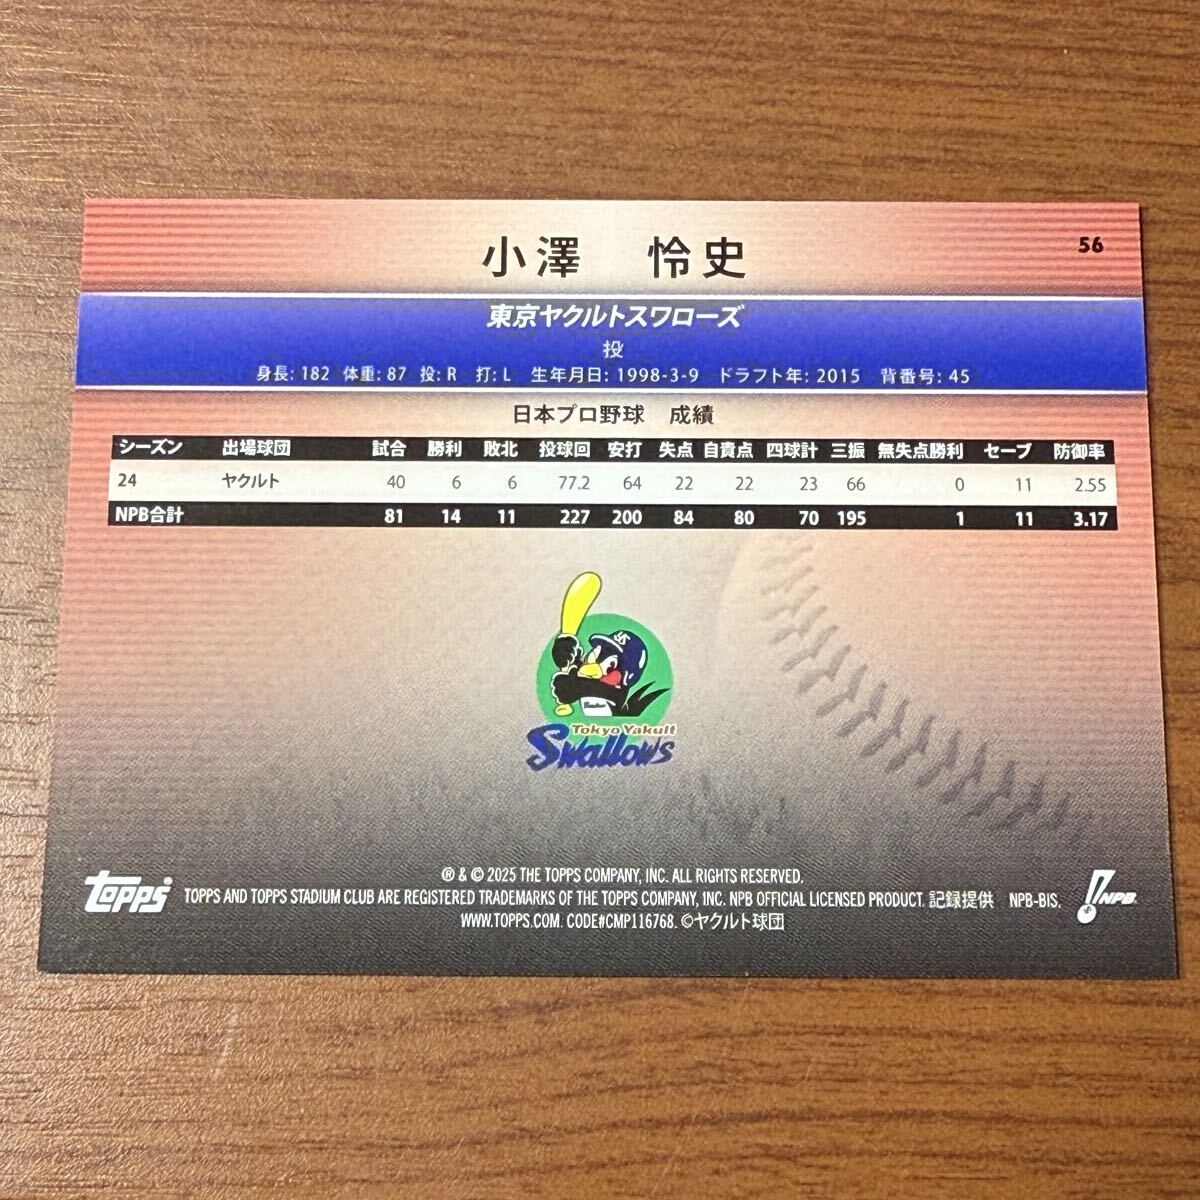 小澤 怜史
56
東京ヤクルトスワローズ
投
身長: 182 体重: 87 投: R 打: L 生年月日: 1998-3-9 ドラフト年: 2015 背番号: 45
日本プロ野球 成績
シーズン 出場球団 試合 勝利 敗北 投球回 安打 失点 自責点 四球計 三振 無失点勝利 セーブ 防御率
24 ヤクルト 40 6 6 77.2 64 22 22 23 66 0 11 2.55
NPB合計 81 14 11 227 200 84 80 70 195 1 11 3.17
Tokyo Yakult
Swallows
® & © 2025 THE TOPPS COMPANY, INC. ALL RIGHTS RESERVED.
topps® TOPPS AND TOPPS STADIUM CLUB ARE REGISTERED TRADEMARKS OF THE TOPPS COMPANY, INC. NPB OFFICIAL LICENSED PRODUCT. 記録提供 NPB-BIS. NPB
WWW.TOPPS.COM. CODE#CMP116768. ©ヤクルト球団